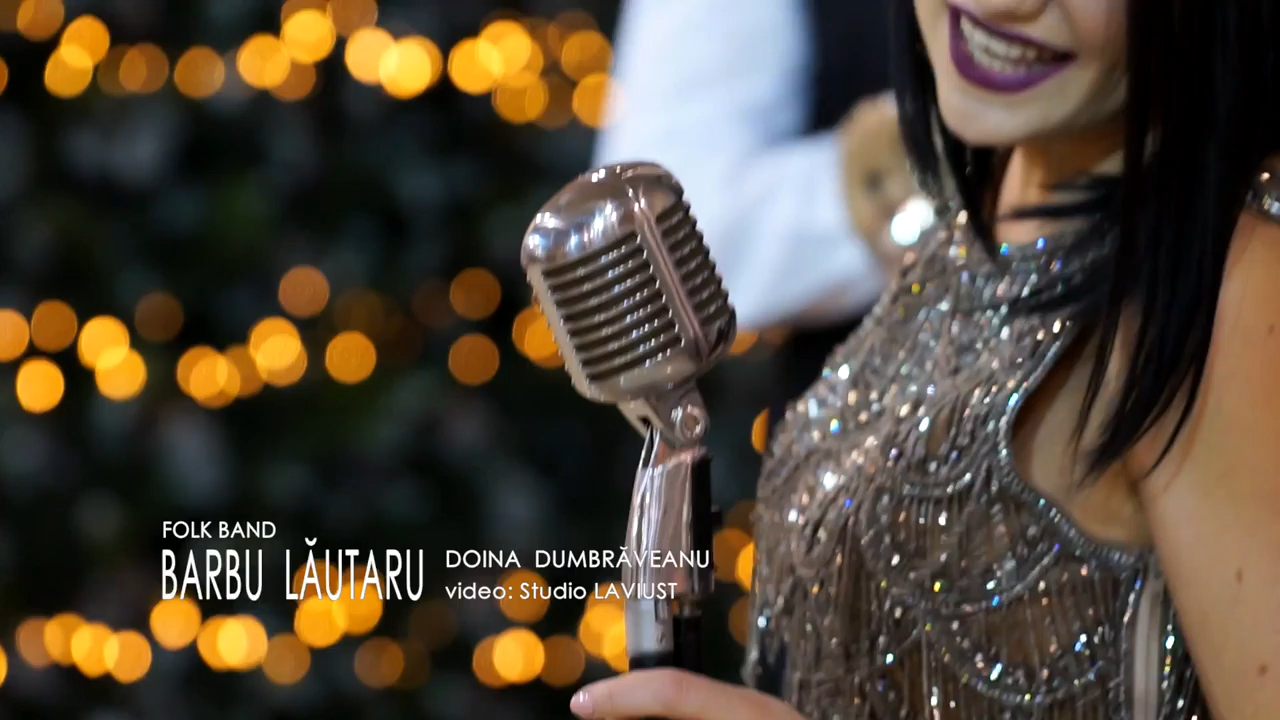 FOLK BAND
BARBU LĂUTARU
DOINA DUMBRĂVEANU
video: Studio LAVIUST